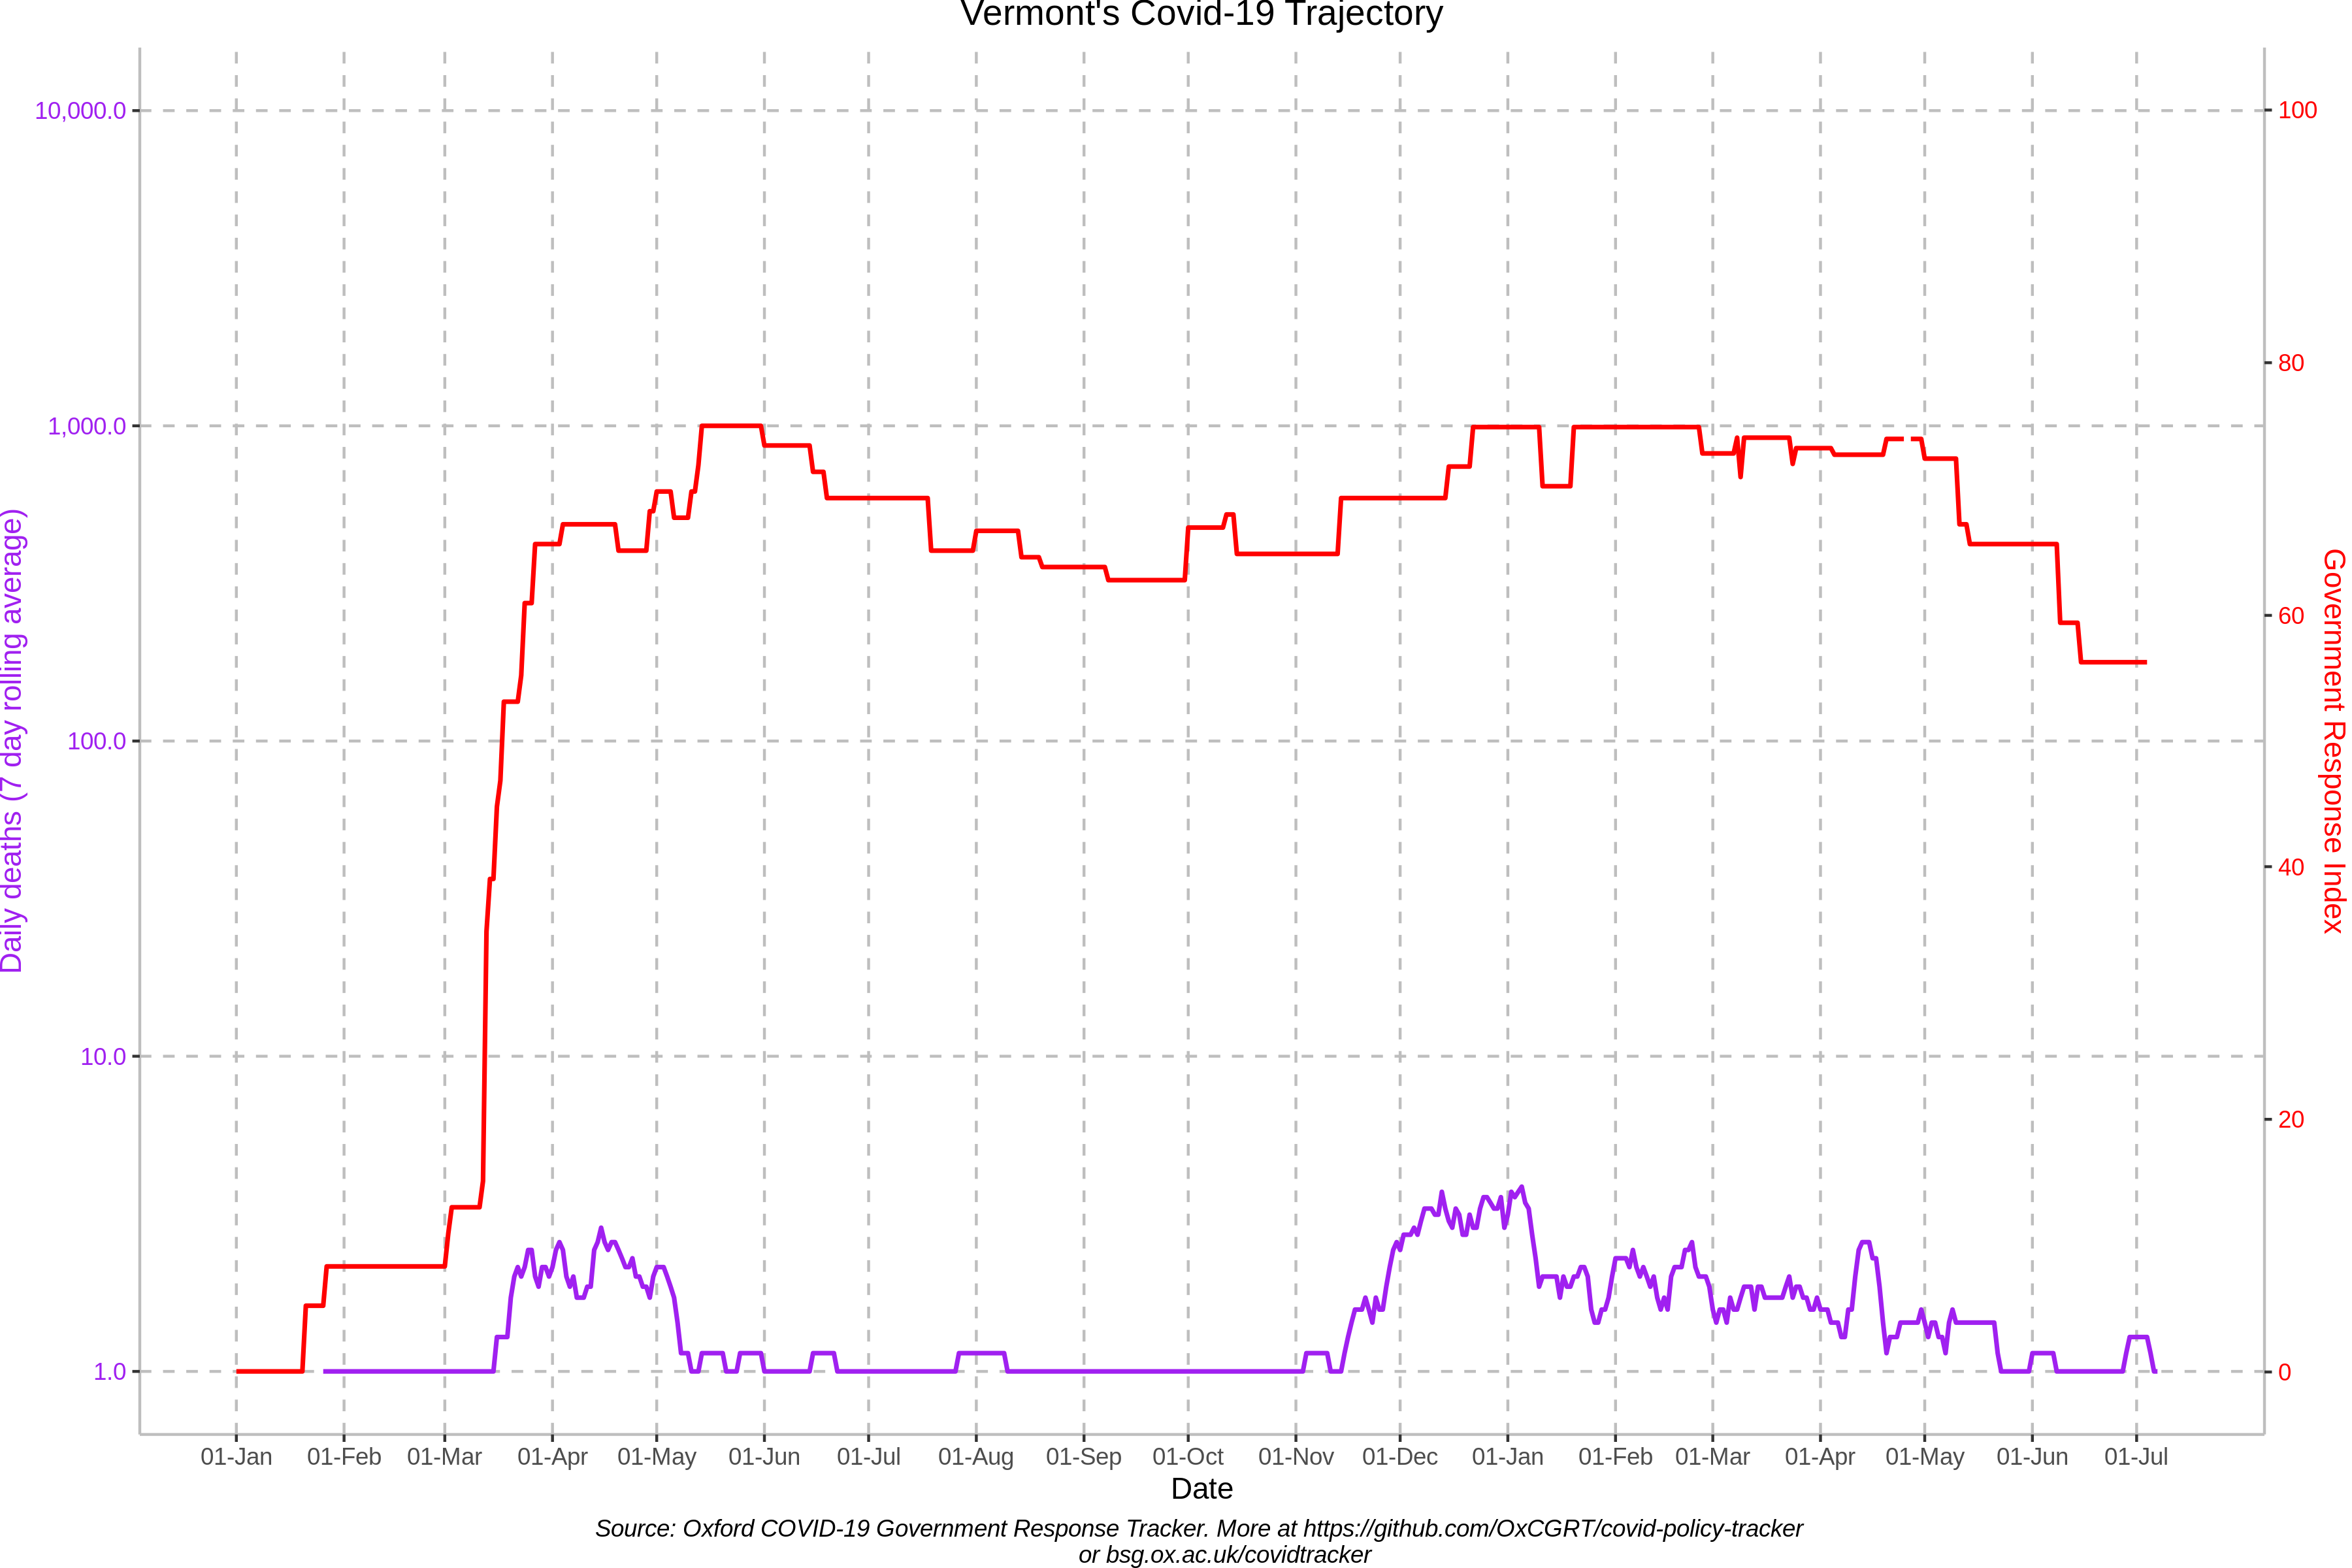 Vermont's Covid-19 Trajectory
10,000.0
1,000.0
100.0
10.0
1.0
Daily deaths (7 day rolling average)
100
80
60
40
20
0
Government Response Index
01-Jan 01-Feb 01-Mar 01-Apr 01-May 01-Jun 01-Jul 01-Aug 01-Sep 01-Oct 01-Nov 01-Dec 01-Jan 01-Feb 01-Mar 01-Apr 01-May 01-Jun 01-Jul
Date
Source: Oxford COVID-19 Government Response Tracker. More at https://github.com/OxCGRT/covid-policy-tracker
or bsg.ox.ac.uk/covidtracker